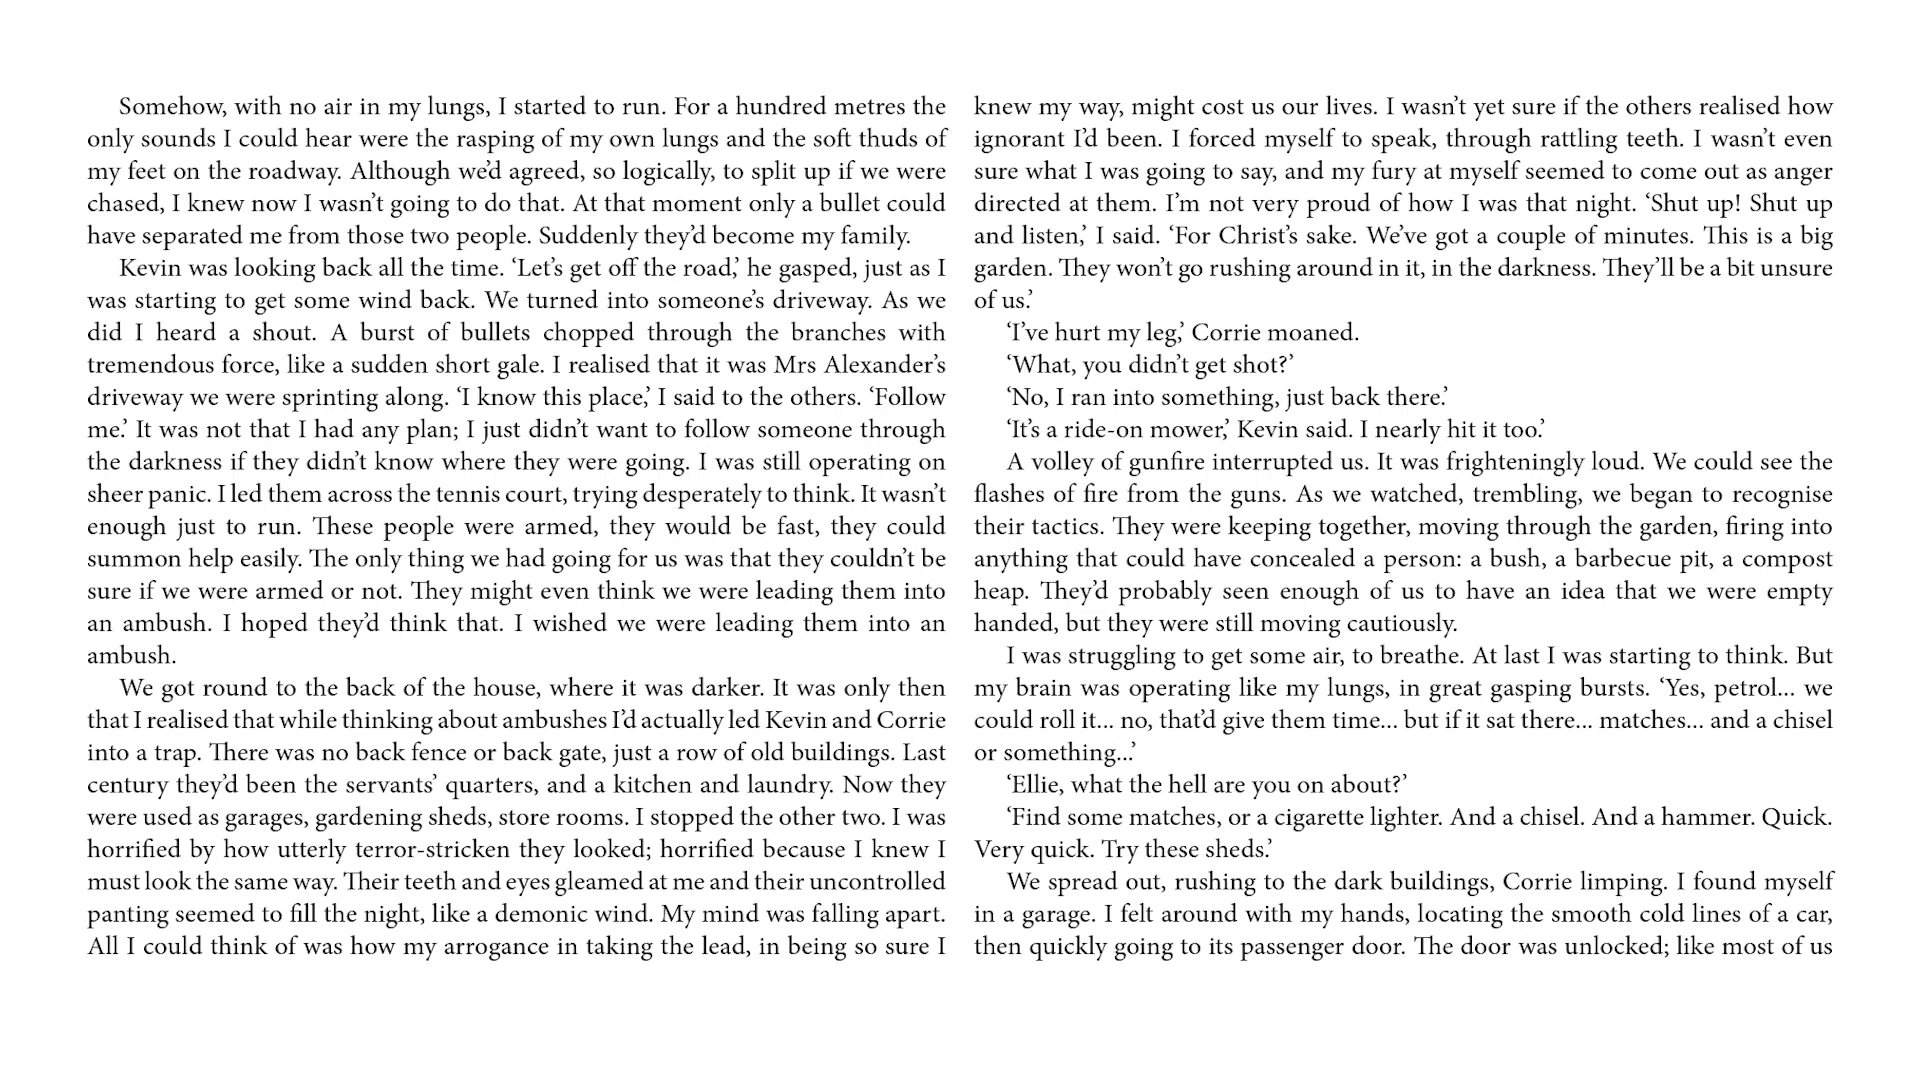 Somehow, with no air in my lungs, I started to run. For a hundred metres the
only sounds I could hear were the rasping of my own lungs and the soft thuds of
my feet on the roadway. Although we’d agreed, so logically, to split up if we were
chased, I knew now I wasn’t going to do that. At that moment only a bullet could
have separated me from those two people. Suddenly they’d become my family.
Kevin was looking back all the time. ‘Let’s get off the road,’ he gasped, just as I
was starting to get some wind back. We turned into someone’s driveway. As we
did I heard a shout. A burst of bullets chopped through the branches with
tremendous force, like a sudden short gale. I realised that it was Mrs Alexander’s
driveway we were sprinting along. ‘I know this place,’ I said to the others. ‘Follow
me.’ It was not that I had any plan; I just didn’t want to follow someone through
the darkness if they didn’t know where they were going. I was still operating on
sheer panic. I led them across the tennis court, trying desperately to think. It wasn’t
enough just to run. These people were armed, they would be fast, they could
summon help easily. The only thing we had going for us was that they couldn’t be
sure if we were armed or not. They might even think we were leading them into
an ambush. I hoped they’d think that. I wished we were leading them into an
ambush.
We got round to the back of the house, where it was darker. It was only then
that I realised that while thinking about ambushes I’d actually led Kevin and Corrie
into a trap. There was no back fence or back gate, just a row of old buildings. Last
century they’d been the servants’ quarters, and a kitchen and laundry. Now they
were used as garages, gardening sheds, store rooms. I stopped the other two. I was
horrified by how utterly terror-stricken they looked; horrified because I knew I
must look the same way. Their teeth and eyes gleamed at me and their uncontrolled
panting seemed to fill the night, like a demonic wind. My mind was falling apart.
All I could think of was how my arrogance in taking the lead, in being so sure I
knew my way, might cost us our lives. I wasn’t yet sure if the others realised how
ignorant I’d been. I forced myself to speak, through rattling teeth. I wasn’t even
sure what I was going to say, and my fury at myself seemed to come out as anger
directed at them. I’m not very proud of how I was that night. ‘Shut up! Shut up
and listen,’ I said. ‘For Christ’s sake. We’ve got a couple of minutes. This is a big
garden. They won’t go rushing around in it, in the darkness. They’ll be a bit unsure
of us.’
‘I’ve hurt my leg,’ Corrie moaned.
‘What, you didn’t get shot?’
‘No, I ran into something, just back there.’
‘It’s a ride-on mower,’ Kevin said. I nearly hit it too.’
A volley of gunfire interrupted us. It was frighteningly loud. We could see the
flashes of fire from the guns. As we watched, trembling, we began to recognise
their tactics. They were keeping together, moving through the garden, firing into
anything that could have concealed a person: a bush, a barbecue pit, a compost
heap. They’d probably seen enough of us to have an idea that we were empty
handed, but they were still moving cautiously.
I was struggling to get some air, to breathe. At last I was starting to think. But
my brain was operating like my lungs, in great gasping bursts. ‘Yes, petrol... we
could roll it... no, that’d give them time... but if it sat there... matches... and a chisel
or something...’
‘Ellie, what the hell are you on about?’
‘Find some matches, or a cigarette lighter. And a chisel. And a hammer. Quick.
Very quick. Try these sheds.’
We spread out, rushing to the dark buildings, Corrie limping. I found myself
in a garage. I felt around with my hands, locating the smooth cold lines of a car,
then quickly going to its passenger door. The door was unlocked; like most of us